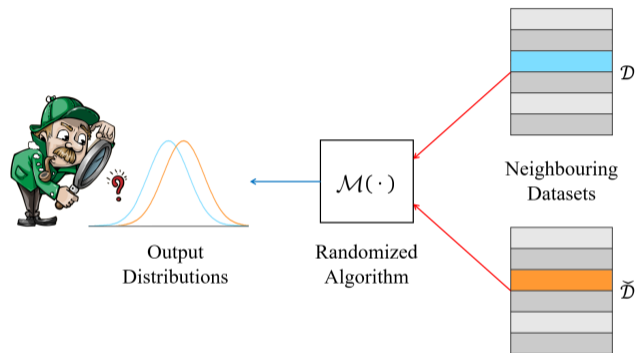 𝒟
Neighbouring
Datasets
ℳ(·)
?
Output
Distributions
Randomized
Algorithm
𝒟̆